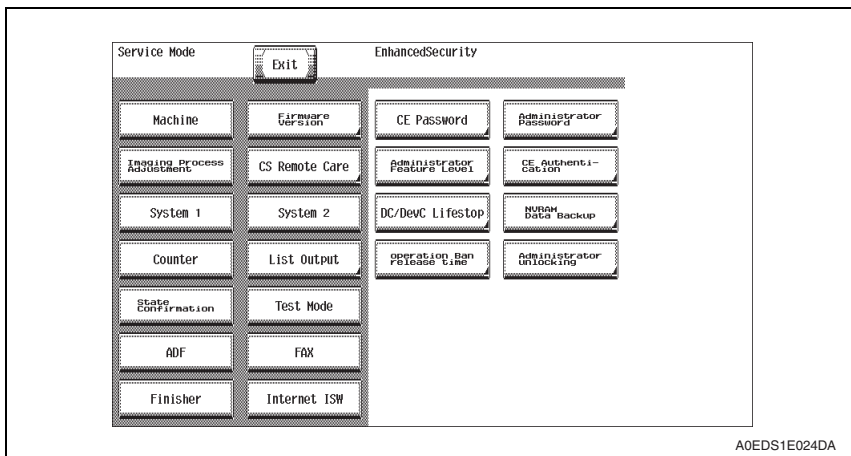 Service Mode
Exit
EnhancedSecurity
Machine
Firmware
Version
CE Password
Administrator
Password
Imaging Process
Adjustment
CS Remote Care
Administrator
Feature Level
CE Authenti-
cation
System 1
System 2
DC/DevC Lifestop
NVRAM
Data Backup
Counter
List Output
operation Ban
release time
Administrator
unlocking
State
Confirmation
Test Mode
ADF
FAX
Finisher
Internet ISW
A0EDS1E024DA